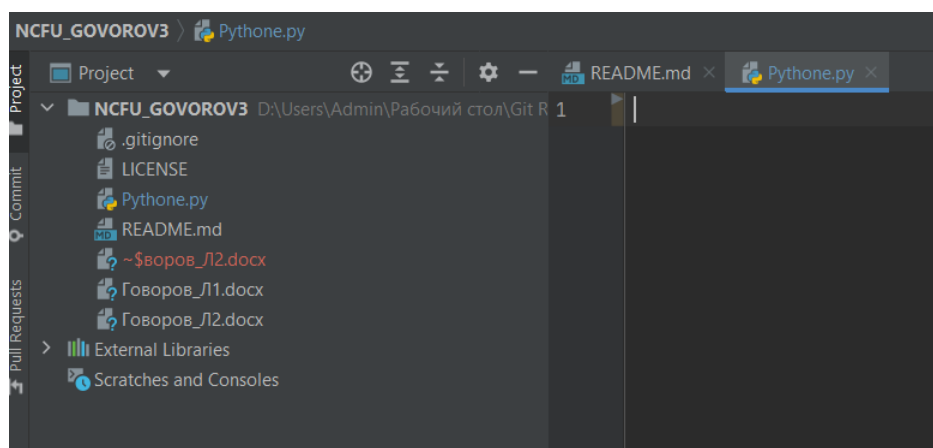 NCFU_GOVOROV3 Pythone.py
Project
README.md
Pythone.py
Project
NCFU_GOVOROV3 D:\Users\Admin\Рабочий стол\Git R
1
.gitignore
LICENSE
Commit
Pythone.py
README.md
MD
~$воров_Л2.docx
Говоров_Л1.docx
Pull Requests
Говоров_Л2.docx
External Libraries
Scratches and Consoles